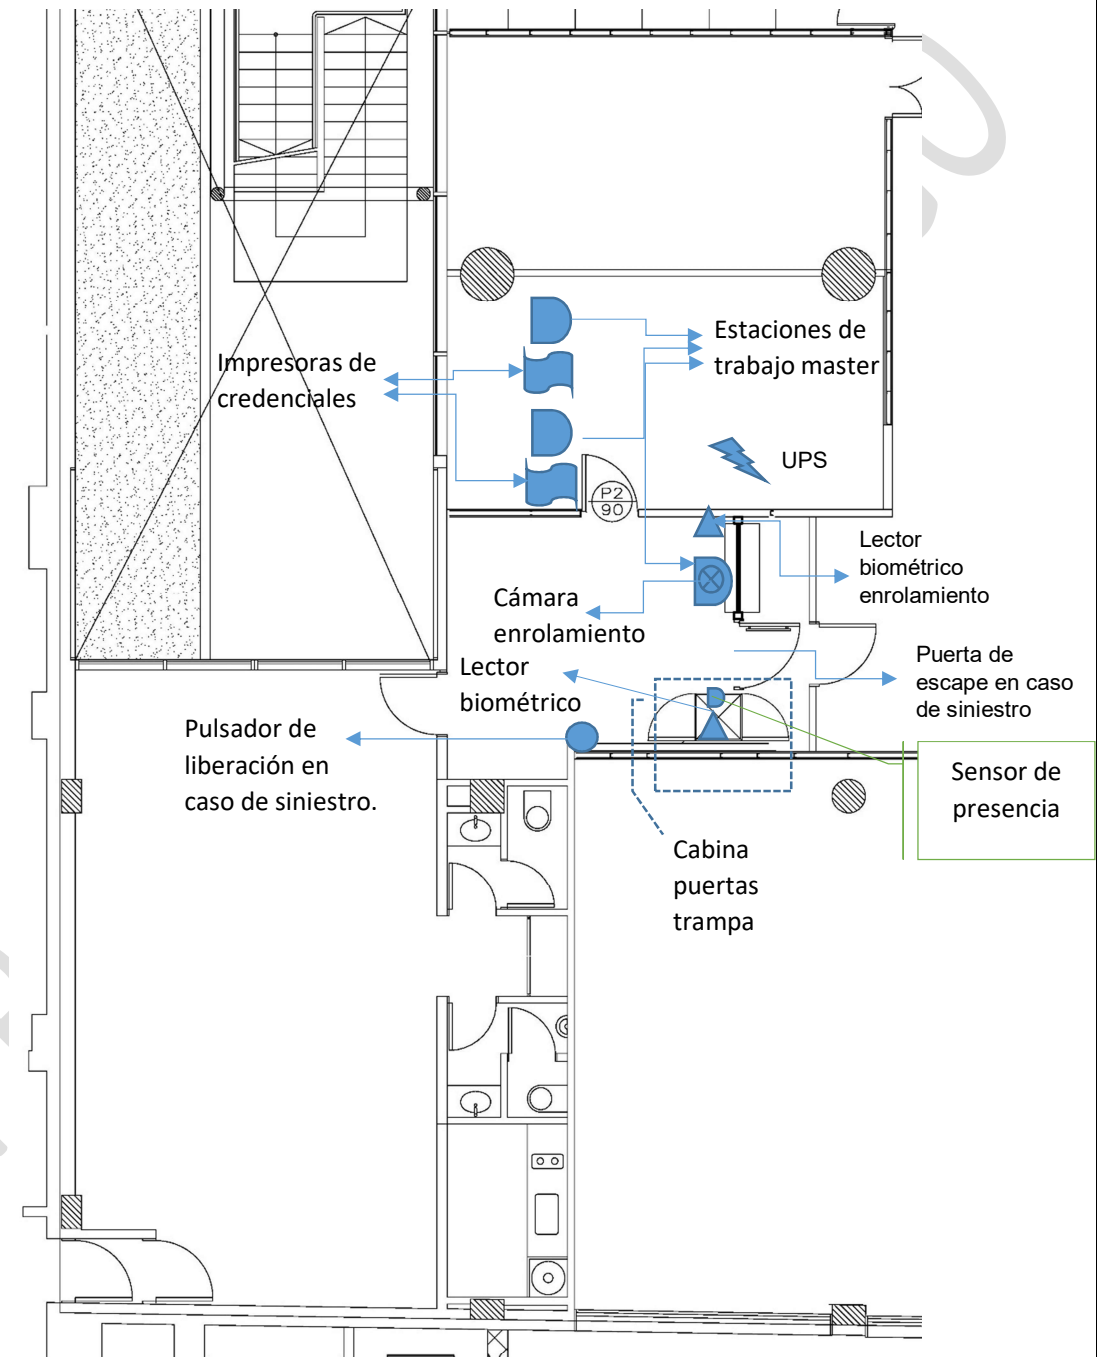 Estaciones de
trabajo master
Impresoras de
credenciales
UPS
P2
90
Lector
biométrico
enrolamiento
Cámara
enrolamiento
Lector
biométrico
Puerta de
escape en caso
de siniestro
Pulsador de
liberación en
caso de siniestro.
Sensor de
presencia
Cabina
puertas
trampa